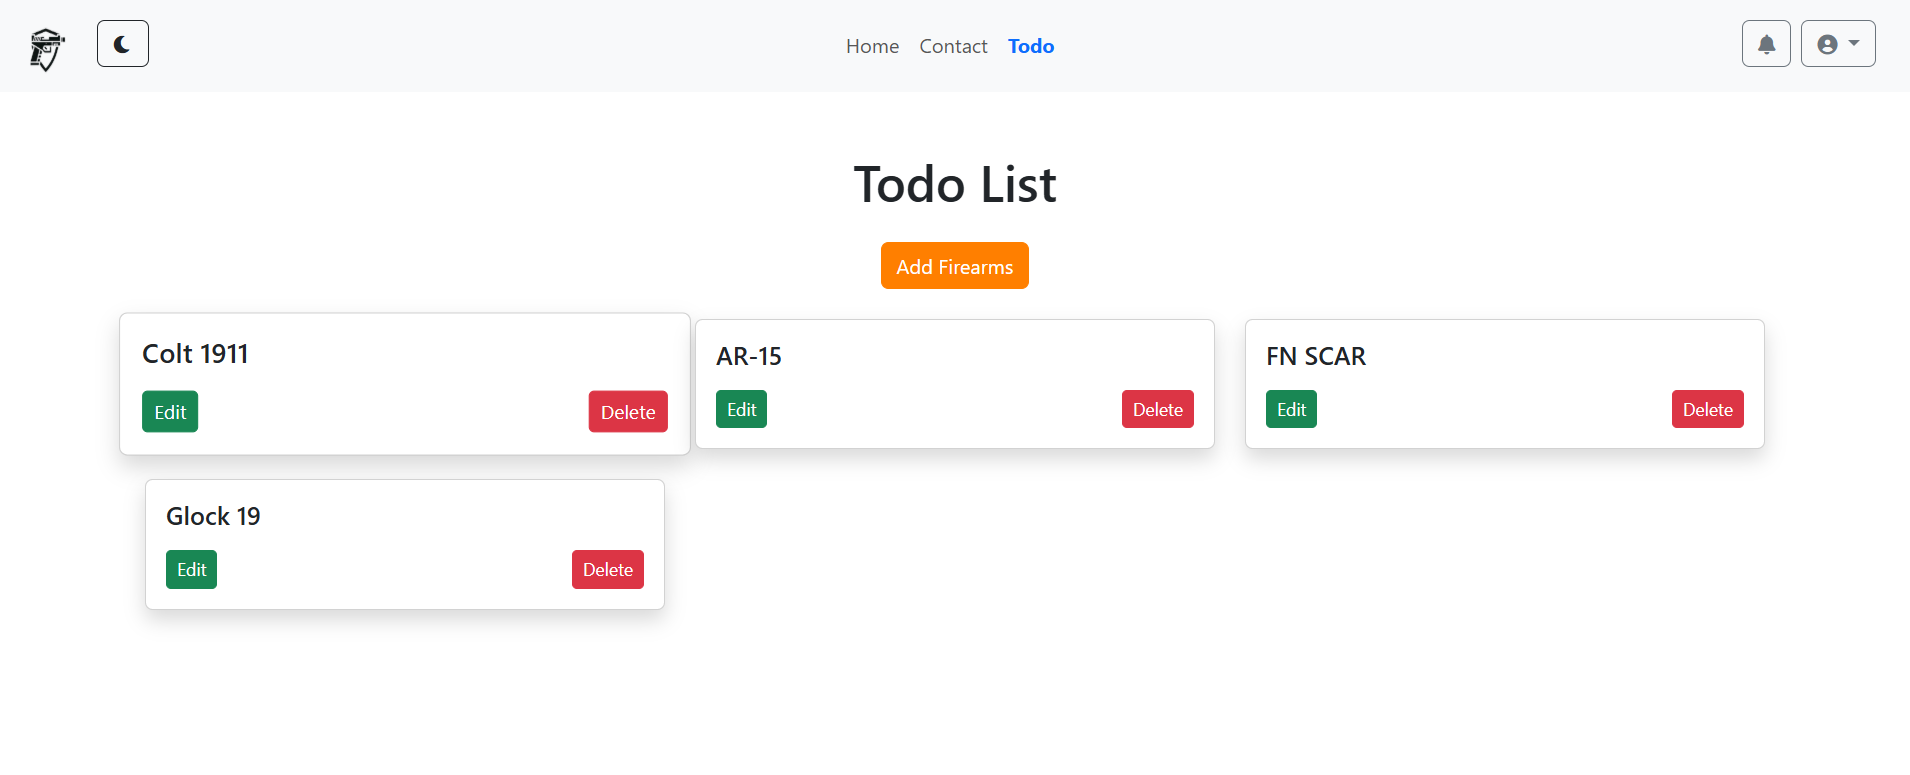 Home Contact Todo
Todo List
Add Firearms
Colt 1911
Edit Delete
AR-15
Edit Delete
FN SCAR
Edit Delete
Glock 19
Edit Delete